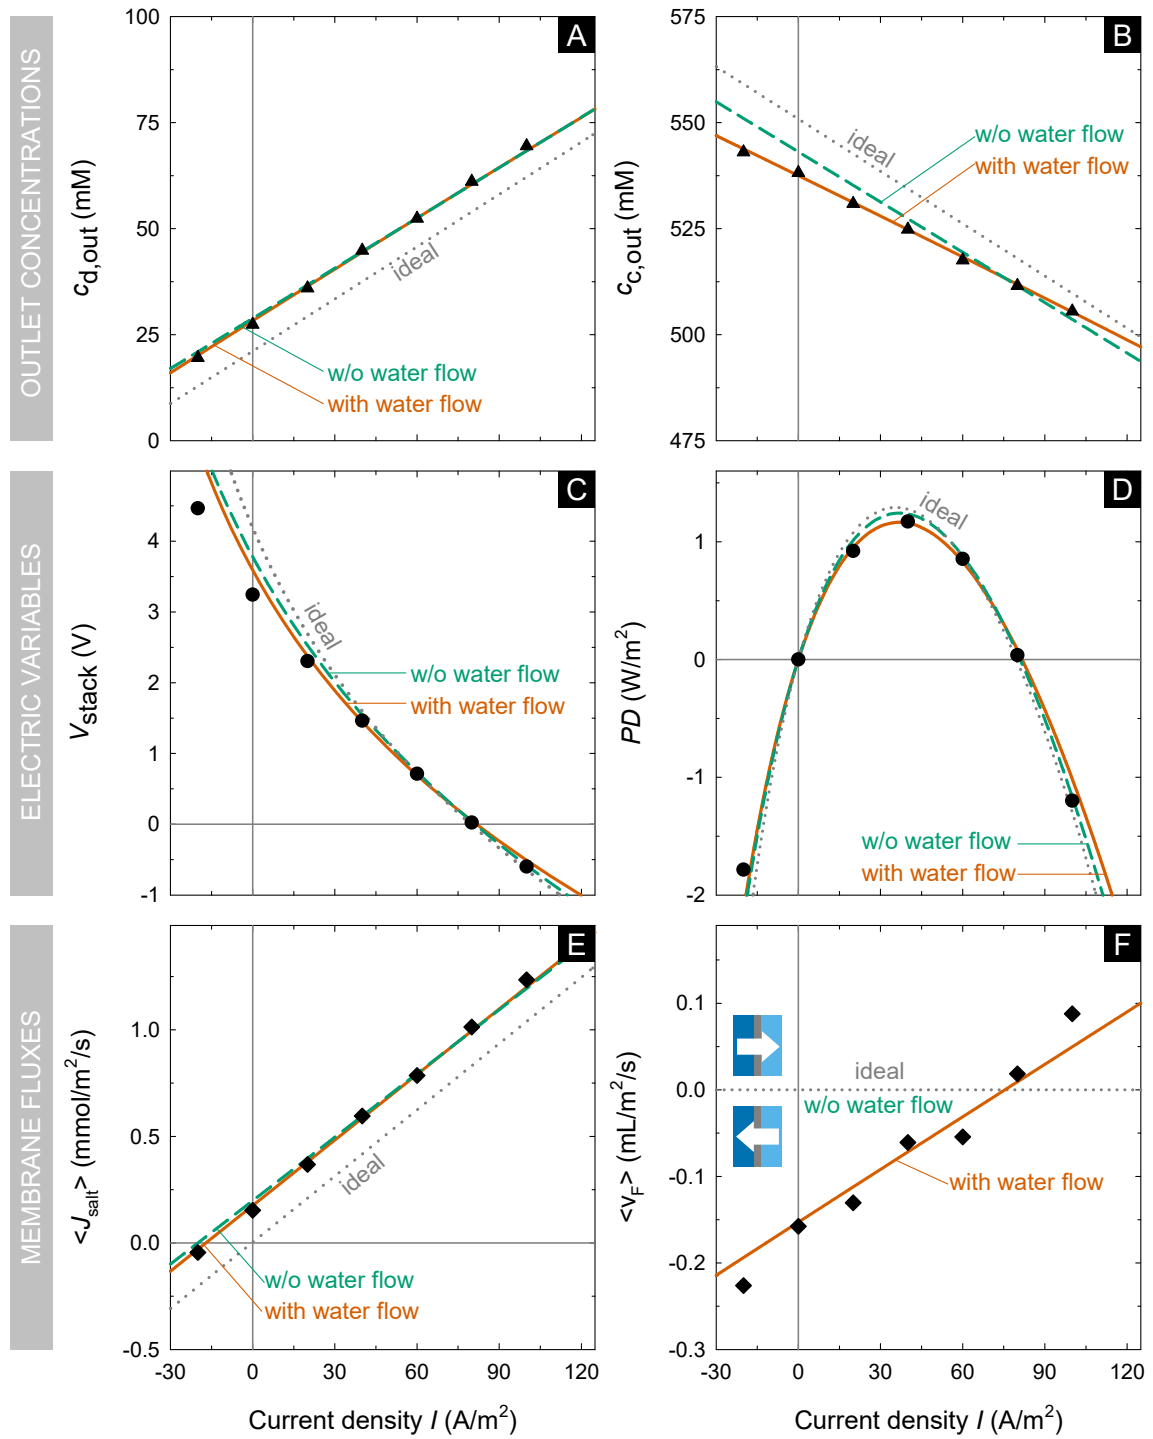 OUTLET CONCENTRATIONS
A
c_d,out (mM)
100
75
50
25
0
ideal
w/o water flow
with water flow
B
c_c,out (mM)
575
550
525
500
475
ideal
w/o water flow
with water flow
ELECTRIC VARIABLES
C
V_stack (V)
4
3
2
1
0
-1
ideal
w/o water flow
with water flow
D
PD (W/m²)
1
0
-1
-2
ideal
w/o water flow
with water flow
MEMBRANE FLUXES
E
<J_salt> (mmol/m²/s)
1.0
0.5
0.0
-0.5
ideal
w/o water flow
with water flow
-30 0 30 60 90 120
Current density I (A/m²)
F
<v_F> (mL/m²/s)
0.1
0.0
-0.1
-0.2
-0.3
ideal
w/o water flow
with water flow
-30 0 30 60 90 120
Current density I (A/m²)